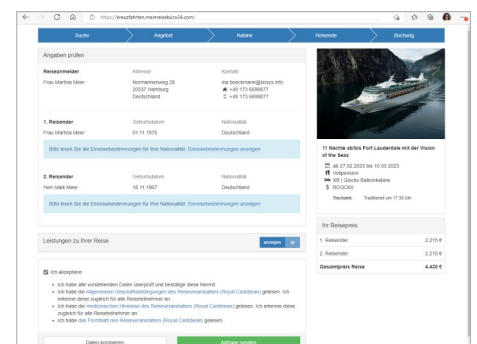 https://kreuzfahrten.meinreisebüro24.com/
Suche
Angebot
Kabine
Reisende
Buchung
Angaben prüfen
Reiseanmelder
Adresse
Kontakt
Frau Martina Meer
Normannenweg 28
20537 Hamburg
Deutschland
ina.boeckmann@bosys.info
+49 173 6699877
+49 173 6699877
1. Reisender
Geburtsdatum
Nationalität
Frau Martina Meer
01.11.1975
Deutschland
Bitte lesen Sie die Einreisebestimmungen für Ihre Nationalität: Einreisebestimmungen anzeigen
2. Reisender
Geburtsdatum
Nationalität
Herr Maik Meer
16.11.1967
Deutschland
Bitte lesen Sie die Einreisebestimmungen für Ihre Nationalität: Einreisebestimmungen anzeigen
Leistungen zu Ihrer Reise
anzeigen
Ich akzeptiere
Ich habe alle vorstehenden Daten überprüft und bestätige diese hiermit.
Ich habe die Allgemeinen Geschäftsbedingungen des Reiseveranstalters (Royal Caribbean) gelesen. Ich
erkenne diese zugleich für alle Reiseteilnehmer an
Ich habe die medizinischen Hinweise des Reiseveranstalters (Royal Caribbean) gelesen. Ich erkenne diese
zugleich für alle Reiseteilnehmer an.
Ich habe das Formblatt des Reiseveranstalters (Royal Caribbean) gelesen.
Daten korrigieren
Anfrage senden
11 Nächte ab/bis Fort Lauderdale mit der Vision
of the Seas
ab 27.02.2023 bis 10.03.2023
Vollpension
XB | Glücks-Balkonkabine
BOGO60
Tischzeit: Traditionell um 17:30 Uhr
Ihr Reisepreis
1. Reisender 2.215 €
2. Reisender 2.215 €
Gesamtpreis Reise 4.430 €